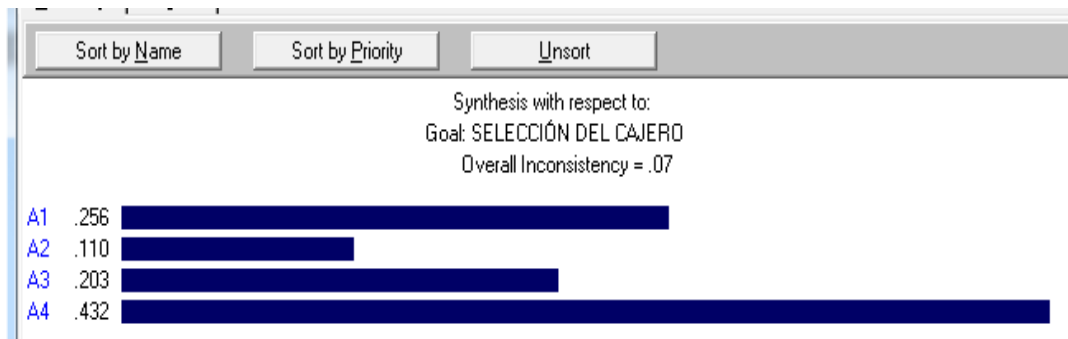 Sort by Name Sort by Priority Unsort
Synthesis with respect to:
Goal: SELECCIÓN DEL CAJERO
Overall Inconsistency = .07
A1 .256
A2 .110
A3 .203
A4 .432